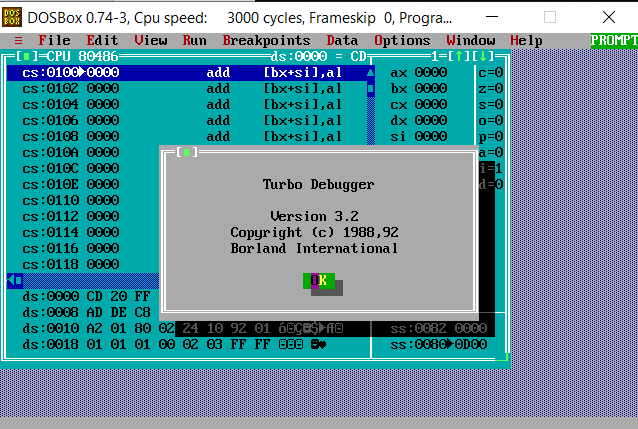 DOSBox 0.74-3, Cpu speed: 3000 cycles, Frameskip 0, Progra...
≡ File Edit View Run Breakpoints Data Options Window Help PROMPT
[■]=CPU 80486 ds:0000 = CD 1=[↑][↓]
cs:0100▶0000 add [bx+si],al ax 0000 c=0
cs:0102 0000 add [bx+si],al bx 0000 z=0
cs:0104 0000 add [bx+si],al cx 0000 s=0
cs:0106 0000 add [bx+si],al dx 0000 o=0
cs:0108 0000 add [bx+si],al si 0000 p=0
cs:010A 0000 a=0
cs:010C 0000 i=1
cs:010E 0000 d=0
cs:0110 0000
cs:0112 0000
cs:0114 0000
cs:0116 0000
cs:0118 0000
[■]
Turbo Debugger
Version 3.2
Copyright (c) 1988,92
Borland International
OK
ds:0000 CD 20 FF
ds:0008 AD DE C8
ds:0010 A2 01 80 02 24 10 92 01 ss:0082 0000
ds:0018 01 01 01 00 02 03 FF FF ss:0080▶0D00